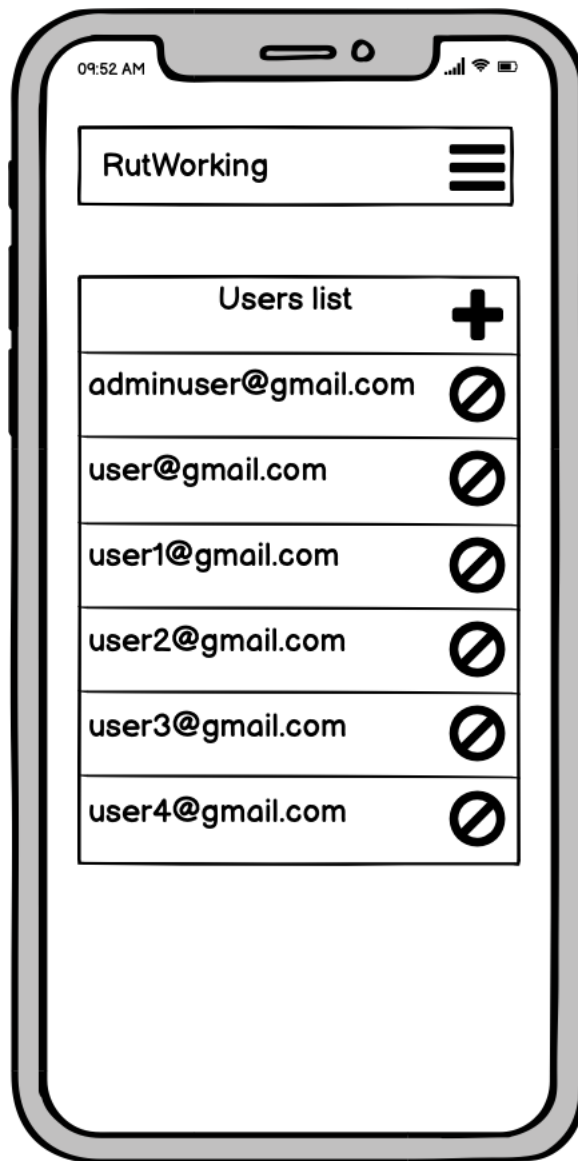 09:52 AM
RutWorking
Users list
adminuser@gmail.com
user@gmail.com
user1@gmail.com
user2@gmail.com
user3@gmail.com
user4@gmail.com